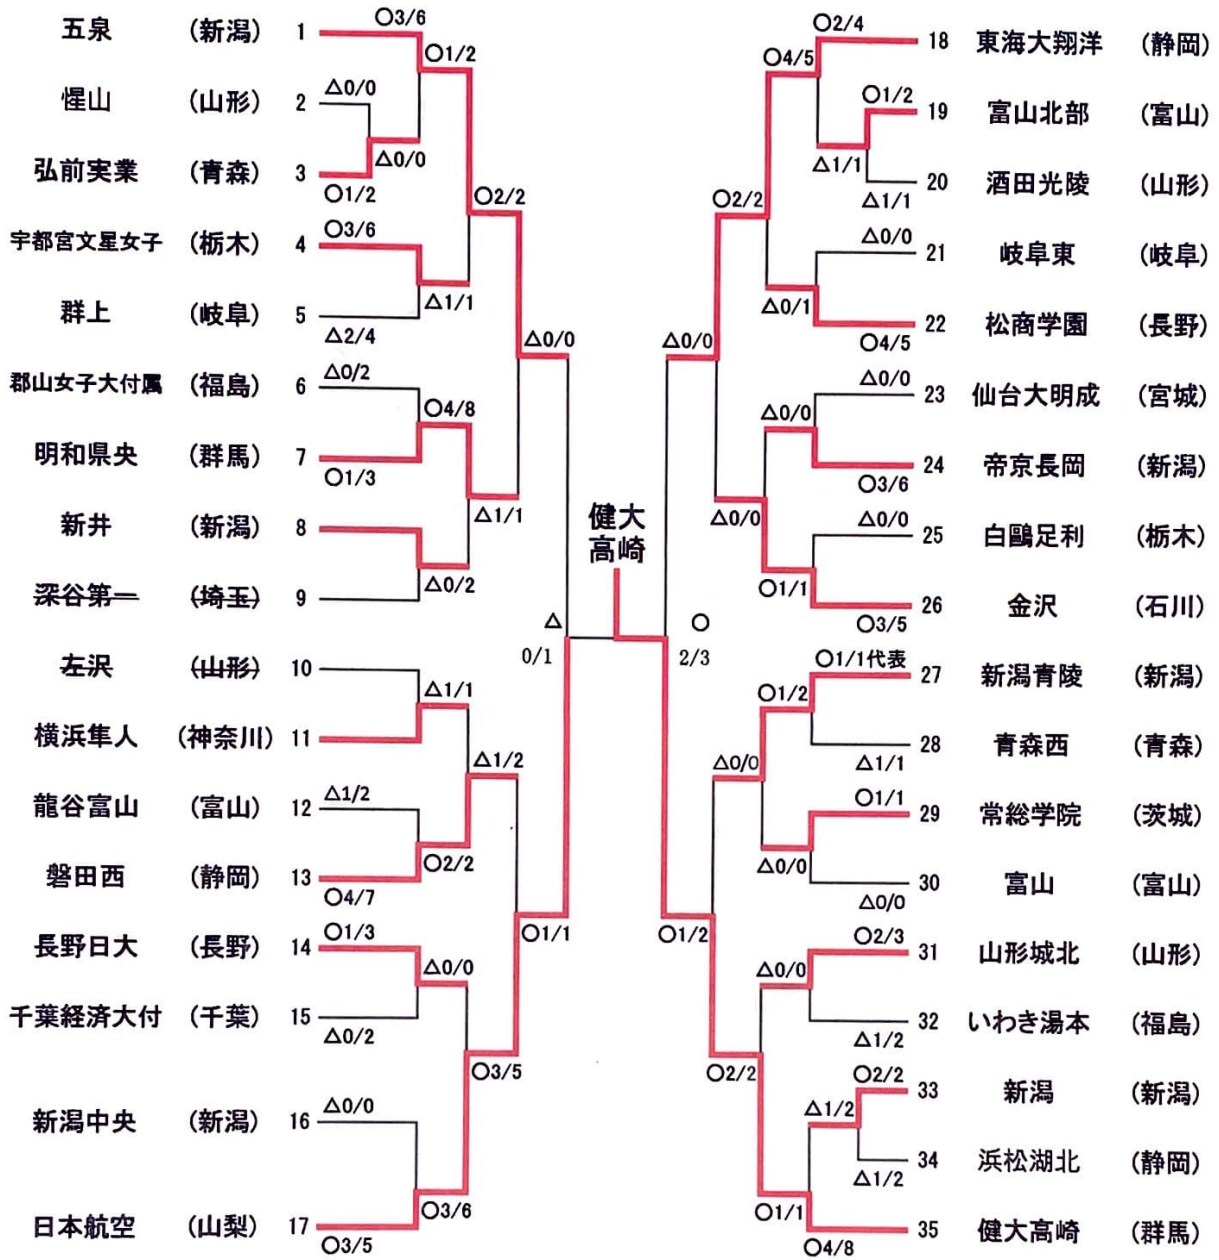 五泉 (新潟) 1 ○3/6
○1/2
惺山 (山形) 2 △0/0
△0/0
弘前実業 (青森) 3 ○1/2
○2/2
宇都宮文星女子 (栃木) 4 ○3/6
△1/1
群上 (岐阜) 5 △2/4
△0/0
郡山女子大付属 (福島) 6 △0/2
○4/8
明和県央 (群馬) 7 ○1/3
△1/1
新井 (新潟) 8
△0/2
深谷第一 (埼玉) 9
左沢 (山形) 10
△1/1
横浜隼人 (神奈川) 11
△1/2
龍谷富山 (富山) 12 △1/2
○2/2
磐田西 (静岡) 13 ○4/7
○1/1
長野日大 (長野) 14 ○1/3
△0/0
千葉経済大付 (千葉) 15 △0/2
○3/5
新潟中央 (新潟) 16 △0/0
○3/6
日本航空 (山梨) 17 ○3/5
健大
高崎
△
0/1
○
2/3
○2/4 18 東海大翔洋 (静岡)
○4/5
○1/2 19 富山北部 (富山)
△1/1
△1/1 20 酒田光陵 (山形)
○2/2
△0/0 21 岐阜東 (岐阜)
△0/1
○4/5 22 松商学園 (長野)
△0/0
△0/0 23 仙台大明成 (宮城)
△0/0
○3/6 24 帝京長岡 (新潟)
△0/0
△0/0 25 白鷗足利 (栃木)
○1/1
○3/5 26 金沢 (石川)
○1/1代表 27 新潟青陵 (新潟)
○1/2
△1/1 28 青森西 (青森)
△0/0
○1/1 29 常総学院 (茨城)
△0/0
△0/0 30 富山 (富山)
○1/2
○2/3 31 山形城北 (山形)
△0/0
△1/2 32 いわき湯本 (福島)
○2/2
○2/2 33 新潟 (新潟)
△1/2
△1/2 34 浜松湖北 (静岡)
○1/1
○4/8 35 健大高崎 (群馬)